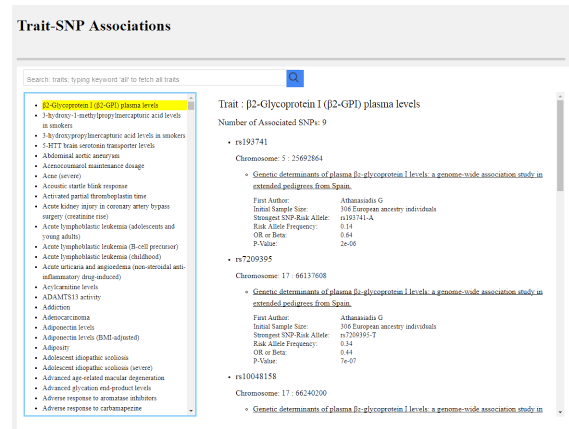 Trait-SNP Associations
Search: traits; typing keyword 'all' to fetch all traits
β2-Glycoprotein I (β2-GPI) plasma levels
3-hydroxy-1-methylpropylmercapturic acid levels
in smokers
3-hydroxypropylmercapturic acid levels in smokers
5-HTT brain serotonin transporter levels
Abdominal aortic aneurysm
Acenocoumarol maintenance dosage
Acne (severe)
Acoustic startle blink response
Activated partial thromboplastin time
Acute kidney injury in coronary artery bypass
surgery (creatinine rise)
Acute lymphoblastic leukemia (adolescents and
young adults)
Acute lymphoblastic leukemia (B-cell precursor)
Acute lymphoblastic leukemia (childhood)
Acute urticaria and angioedema (non-steroidal anti-
inflammatory drug-induced)
Acylcarnitine levels
ADAMTS13 activity
Addiction
Adenocarcinoma
Adiponectin levels
Adiponectin levels (BMI-adjusted)
Adiposity
Adolescent idiopathic scoliosis
Adolescent idiopathic scoliosis (severe)
Advanced age-related macular degeneration
Advanced glycation end-product levels
Adverse response to aromatase inhibitors
Adverse response to carbamapezine
Trait : β2-Glycoprotein I (β2-GPI) plasma levels
Number of Associated SNPs: 9
rs193741
Chromosome: 5 : 25692864
Genetic determinants of plasma β2-glycoprotein I levels: a genome-wide association study in
extended pedigrees from Spain.
First Author: Athanasiadis G
Initial Sample Size: 306 European ancestry individuals
Strongest SNP-Risk Allele: rs193741-A
Risk Allele Frequency: 0.14
OR or Beta: 0.64
P-Value: 2e-06
rs7209395
Chromosome: 17 : 66137608
Genetic determinants of plasma β2-glycoprotein I levels: a genome-wide association study in
extended pedigrees from Spain.
First Author: Athanasiadis G
Initial Sample Size: 306 European ancestry individuals
Strongest SNP-Risk Allele: rs7209395-T
Risk Allele Frequency: 0.34
OR or Beta: 0.44
P-Value: 7e-07
rs10048158
Chromosome: 17 : 66240200
Genetic determinants of plasma β2-glycoprotein I levels: a genome-wide association study in